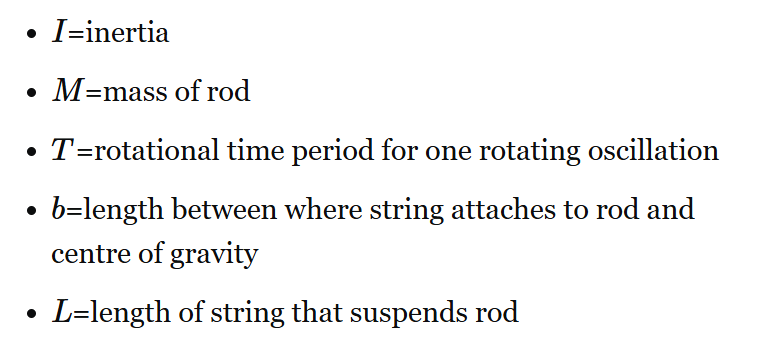 • I=inertia
• M=mass of rod
• T=rotational time period for one rotating oscillation
• b=length between where string attaches to rod and
centre of gravity
• L=length of string that suspends rod